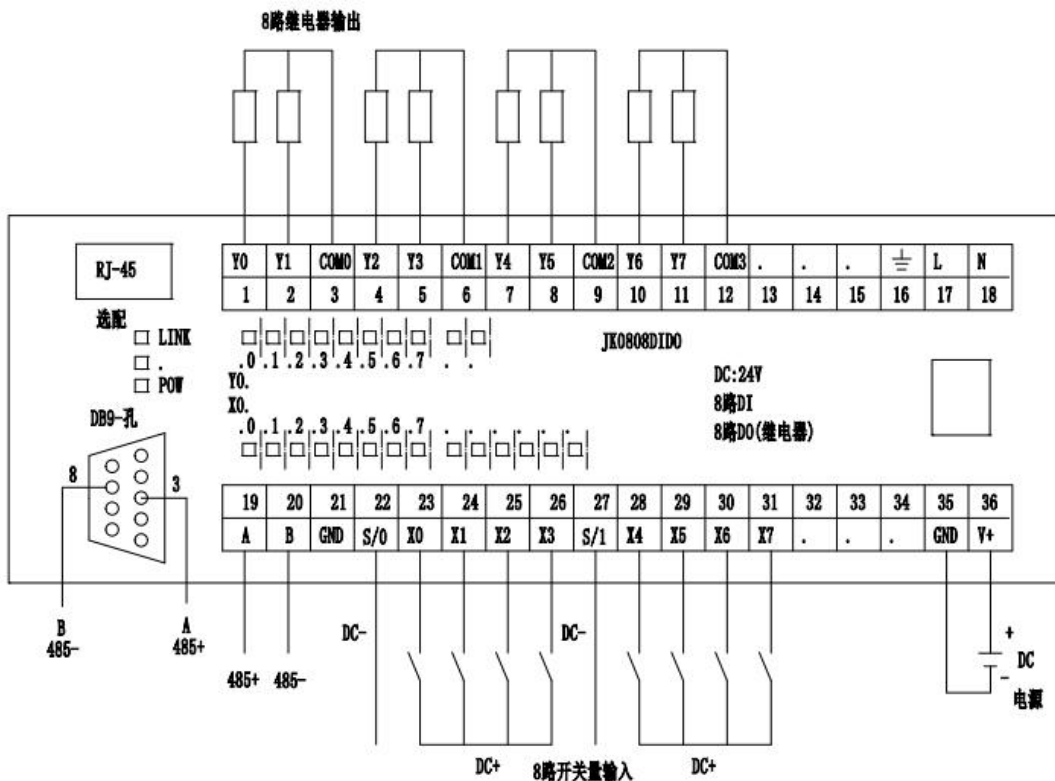 8路继电器输出
RJ-45
选配
Y0 Y1 COM0 Y2 Y3 COM1 Y4 Y5 COM2 Y6 Y7 COM3 . . . L N
1 2 3 4 5 6 7 8 9 10 11 12 13 14 15 16 17 18
LINK
.
POW
JK0808DIDO
.0 .1 .2 .3 .4 .5 .6 .7 . .
Y0.
X0.
.0 .1 .2 .3 .4 .5 .6 .7 . . . . . .
DC:24V
8路DI
8路DO(继电器)
DB9-孔
8
3
19 20 21 22 23 24 25 26 27 28 29 30 31 32 33 34 35 36
A B GND S/0 X0 X1 X2 X3 S/1 X4 X5 X6 X7 . . . GND V+
B
485-
A
485+
485+ 485-
DC-
DC-
+
DC
-
电源
DC+
8路开关量输入
DC+